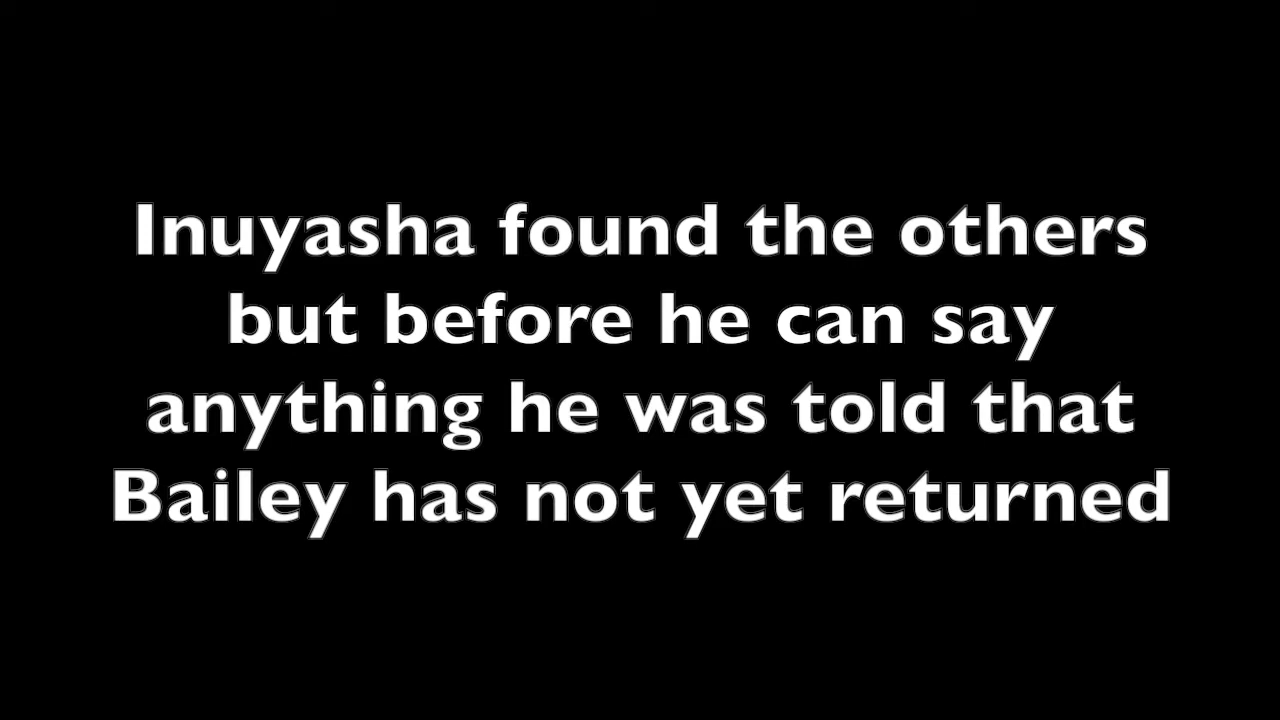 Inuyasha found the others
but before he can say
anything he was told that
Bailey has not yet returned